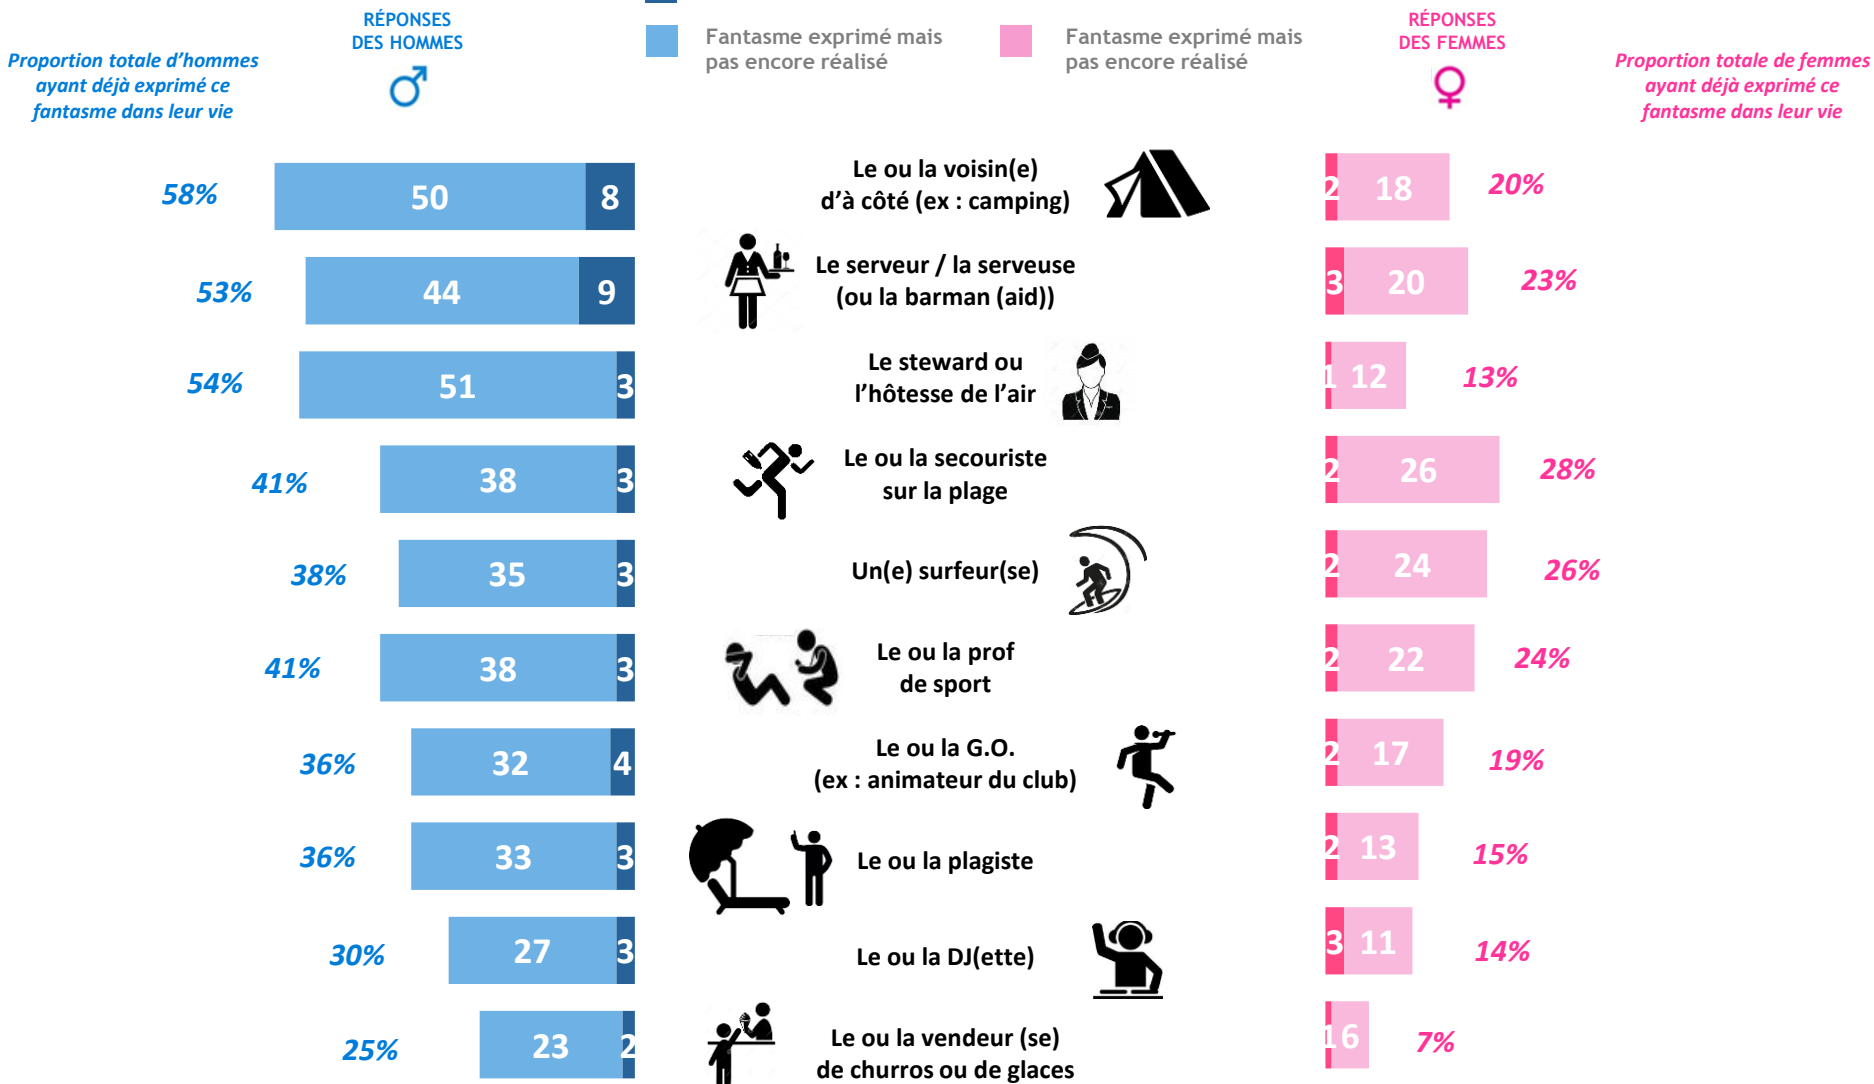 RÉPONSES
DES HOMMES
Proportion totale d'hommes
ayant déjà exprimé ce
fantasme dans leur vie
Fantasme exprimé mais
pas encore réalisé
Fantasme exprimé mais
pas encore réalisé
RÉPONSES
DES FEMMES
Proportion totale de femmes
ayant déjà exprimé ce
fantasme dans leur vie
58% 50 8
Le ou la voisin(e)
d'à côté (ex : camping)
2 18 20%
53% 44 9
Le serveur / la serveuse
(ou la barman (aid))
3 20 23%
54% 51 3
Le steward ou
l'hôtesse de l'air
1 12 13%
41% 38 3
Le ou la secouriste
sur la plage
2 26 28%
38% 35 3
Un(e) surfeur(se)
2 24 26%
41% 38 3
Le ou la prof
de sport
2 22 24%
36% 32 4
Le ou la G.O.
(ex : animateur du club)
2 17 19%
36% 33 3
Le ou la plagiste
2 13 15%
30% 27 3
Le ou la DJ(ette)
3 11 14%
25% 23 2
Le ou la vendeur (se)
de churros ou de glaces
1 6 7%